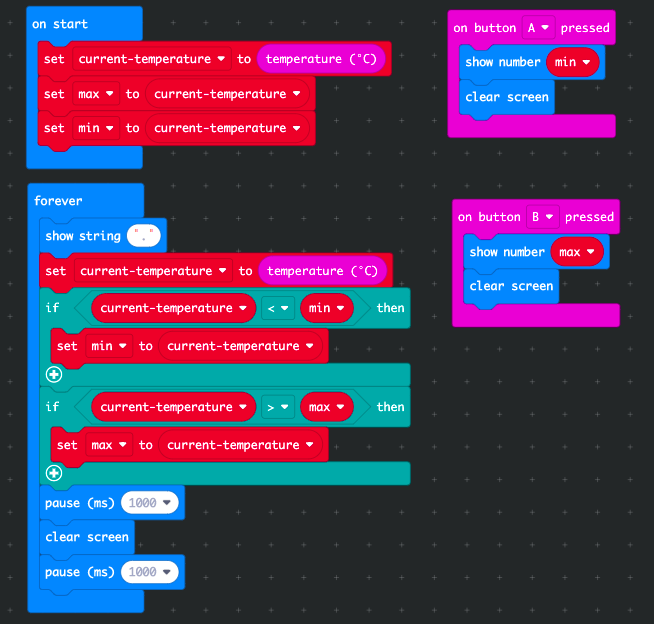 on start
set current-temperature to temperature (°C)
set max to current-temperature
set min to current-temperature
forever
show string "."
set current-temperature to temperature (°C)
if current-temperature < min then
set min to current-temperature
if current-temperature > max then
set max to current-temperature
pause (ms) 1000
clear screen
pause (ms) 1000
on button A pressed
show number min
clear screen
on button B pressed
show number max
clear screen